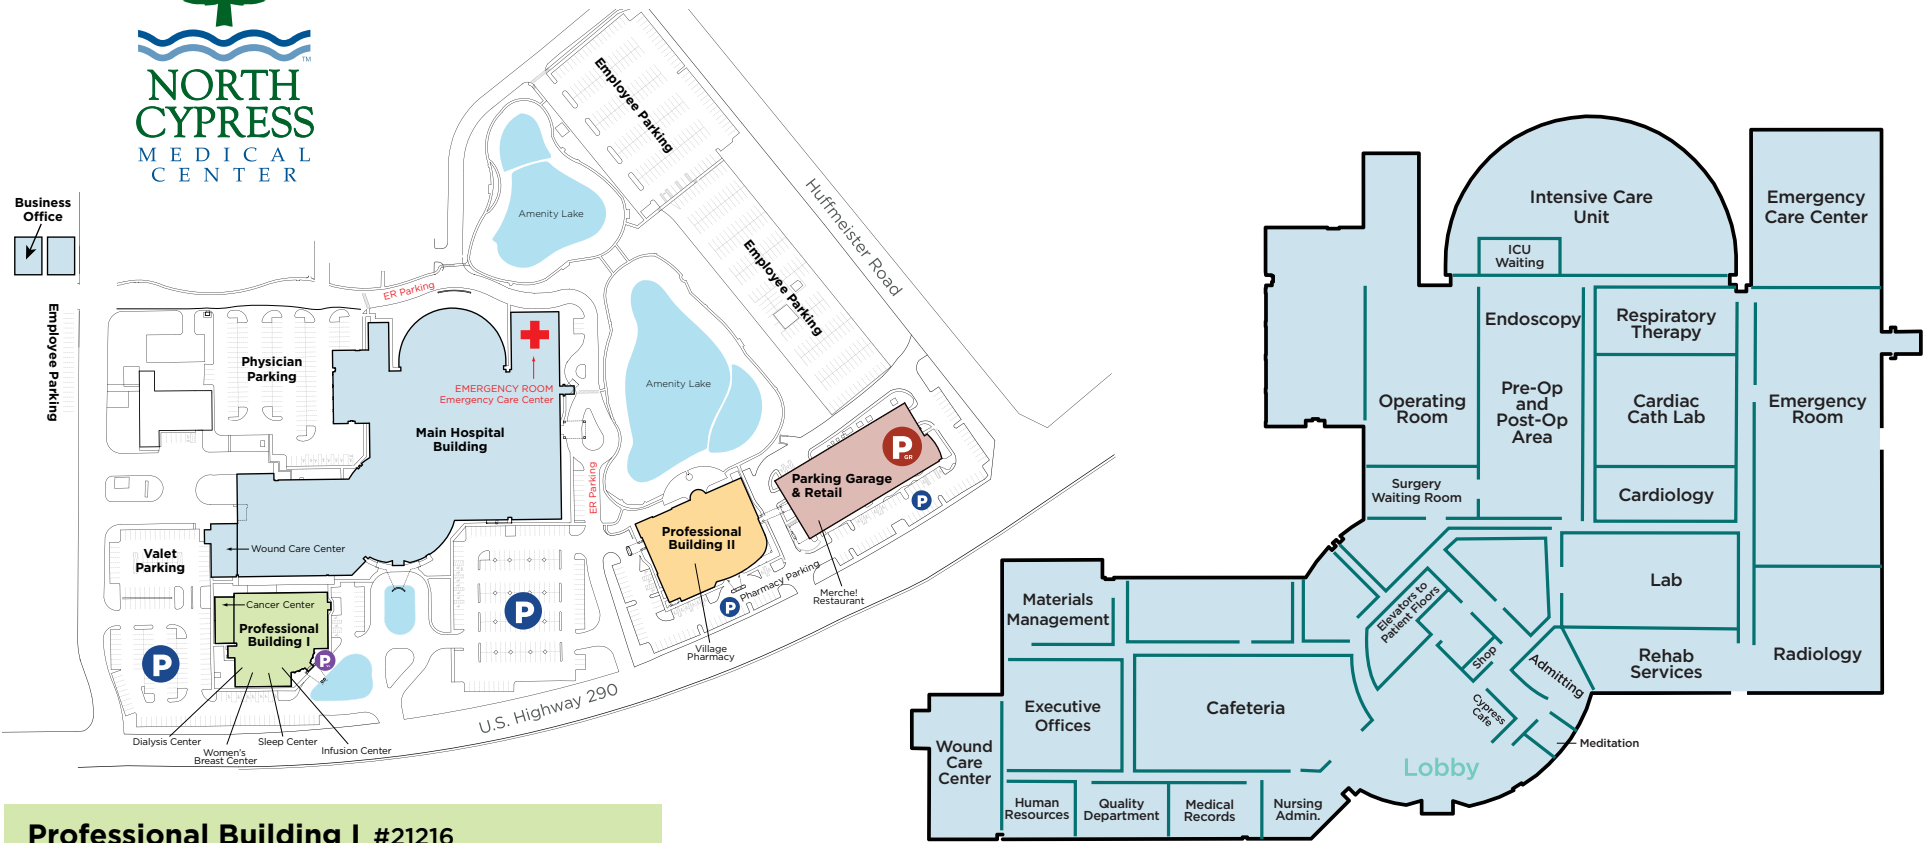 TM
NORTH
CYPRESS
MEDICAL
CENTER
Business
Office
Employee Parking
Employee Parking
Employee Parking
Huffmeister Road
Amenity Lake
Amenity Lake
ER Parking
Physician
Parking
EMERGENCY ROOM
Emergency Care Center
Main Hospital
Building
ER Parking
Parking Garage
& Retail
P
GR
P
Professional
Building II
Wound Care Center
Valet
Parking
Pharmacy Parking
P
Merche!
Restaurant
Cancer Center
Professional
Building I
P
P
P
Village
Pharmacy
U.S. Highway 290
Dialysis Center
Women's
Breast Center
Sleep Center
Infusion Center
Professional Building I #21216
Intensive Care
Unit
ICU
Waiting
Emergency
Care Center
Endoscopy
Respiratory
Therapy
Operating
Room
Pre-Op
and
Post-Op
Area
Cardiac
Cath Lab
Emergency
Room
Surgery
Waiting Room
Cardiology
Lab
Materials
Management
Elevators to
Patient Floors
Shop
Admitting
Rehab
Services
Radiology
Executive
Offices
Cafeteria
Cypress
Cafe
Meditation
Wound
Care
Center
Lobby
Human
Resources
Quality
Department
Medical
Records
Nursing
Admin.